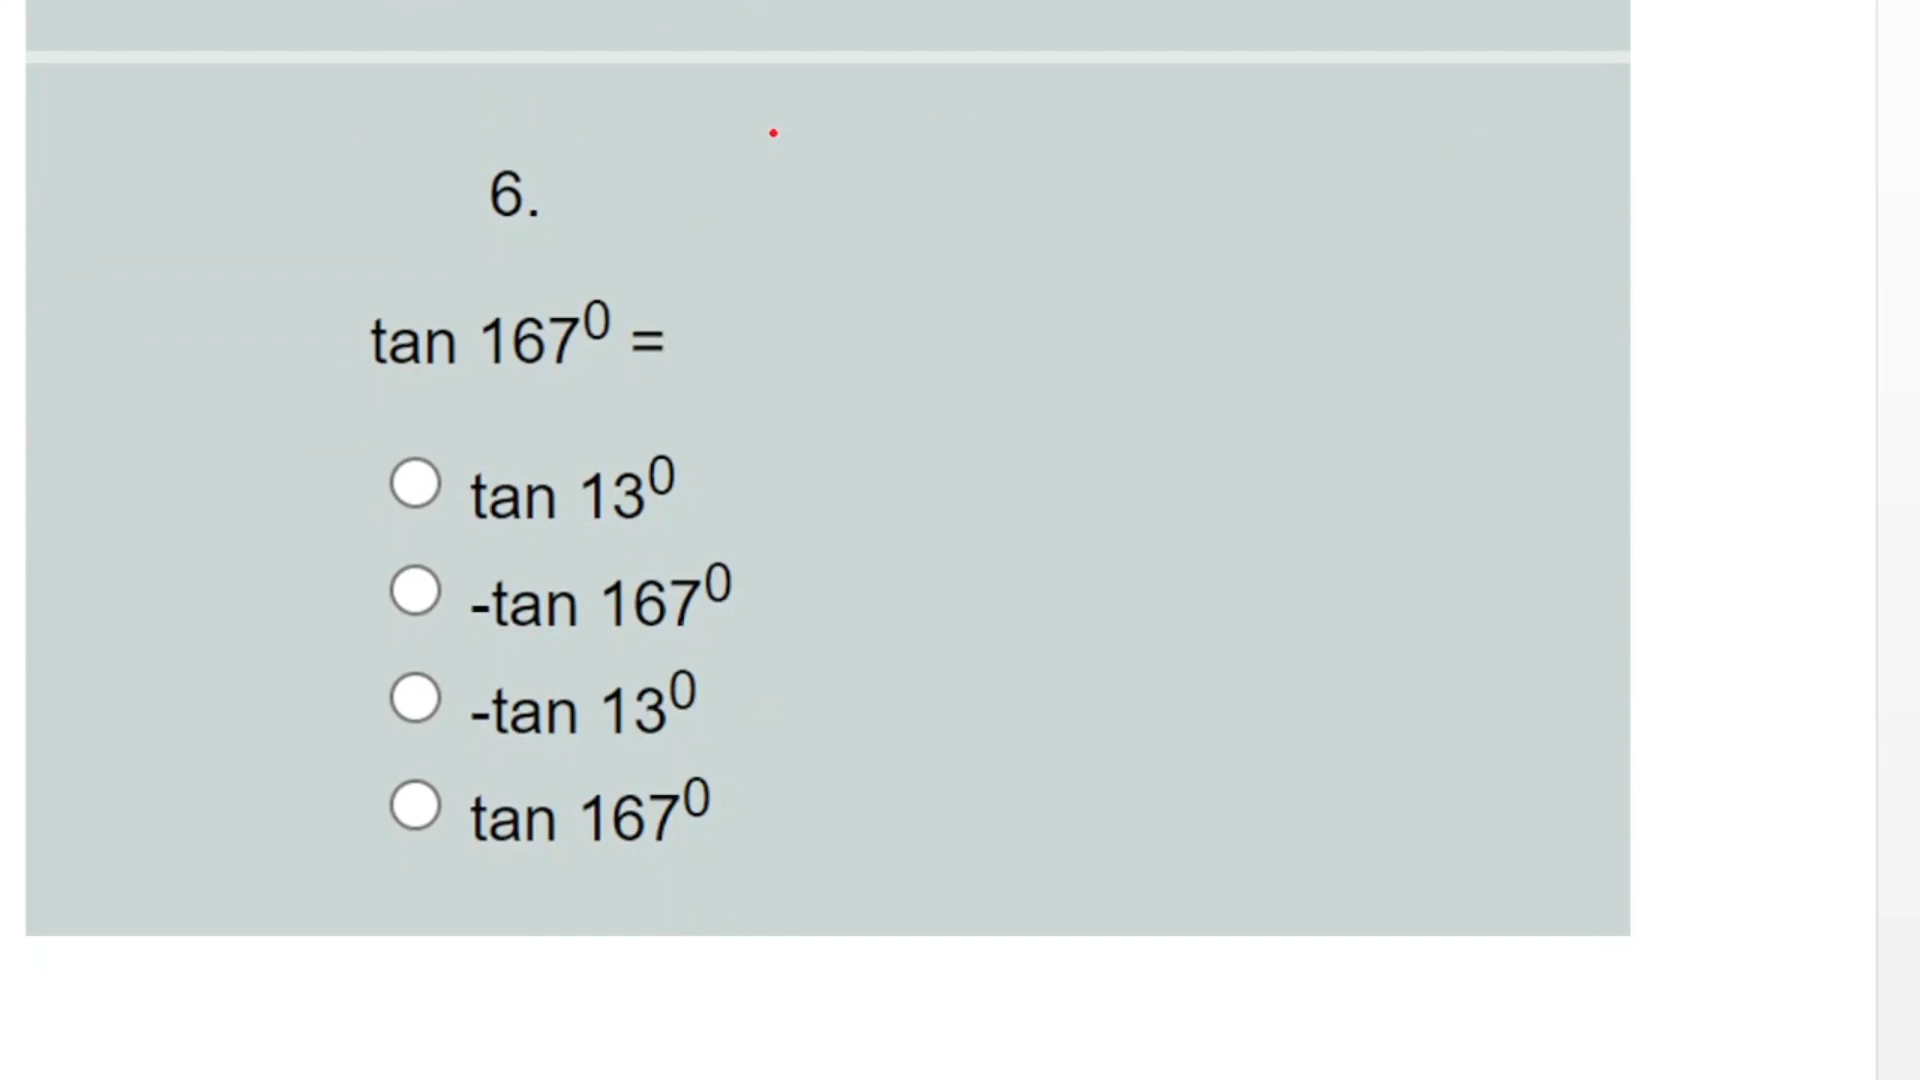 6.
tan 167⁰ =
tan 13⁰
-tan 167⁰
-tan 13⁰
tan 167⁰